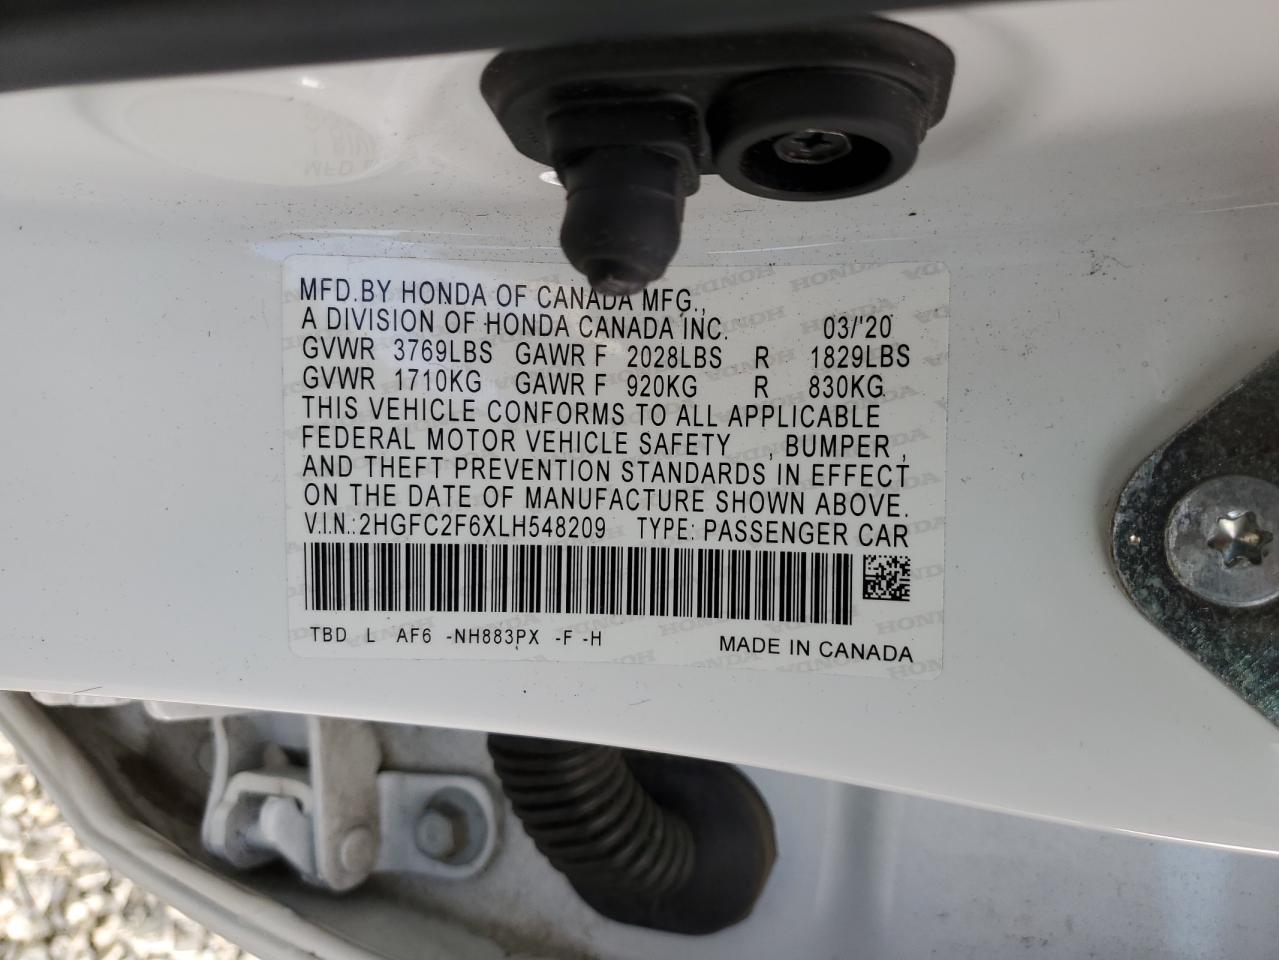 MFD.BY HONDA OF CANADA MFG.,
A DIVISION OF HONDA CANADA INC. 03/'20
GVWR 3769LBS GAWR F 2028LBS R 1829LBS
GVWR 1710KG GAWR F 920KG R 830KG
THIS VEHICLE CONFORMS TO ALL APPLICABLE
FEDERAL MOTOR VEHICLE SAFETY , BUMPER ,
AND THEFT PREVENTION STANDARDS IN EFFECT
ON THE DATE OF MANUFACTURE SHOWN ABOVE.
V.I.N.:2HGFC2F6XLH548209 TYPE: PASSENGER CAR
TBD L AF6 -NH883PX -F -H MADE IN CANADA